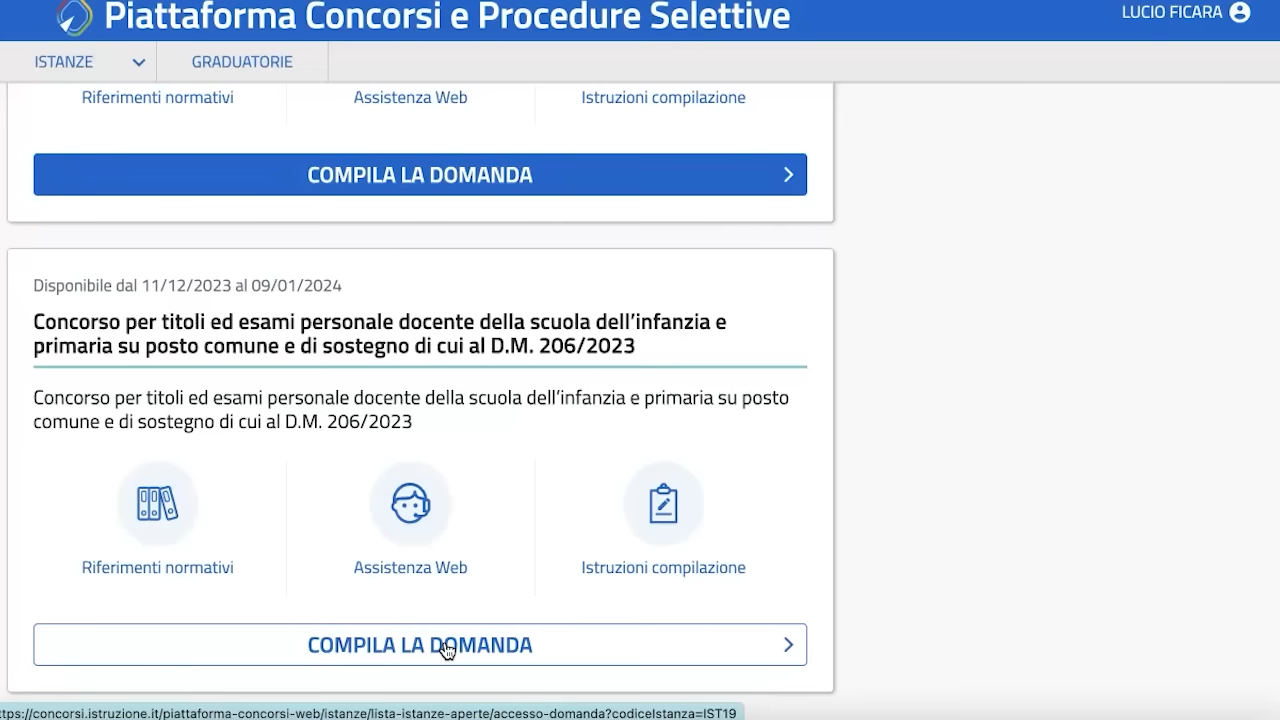 Piattaforma Concorsi e Procedure Selettive
LUCIO FICARA
ISTANZE
GRADUATORIE
Riferimenti normativi
Assistenza Web
Istruzioni compilazione
COMPILA LA DOMANDA
Disponibile dal 11/12/2023 al 09/01/2024
Concorso per titoli ed esami personale docente della scuola dell’infanzia e
primaria su posto comune e di sostegno di cui al D.M. 206/2023
Concorso per titoli ed esami personale docente della scuola dell’infanzia e primaria su posto
comune e di sostegno di cui al D.M. 206/2023
Riferimenti normativi
Assistenza Web
Istruzioni compilazione
COMPILA LA DOMANDA
ttps://concorsi.istruzione.it/piattaforma-concorsi-web/istanze/lista-istanze-aperte/accesso-domanda?codiceIstanza=IST19